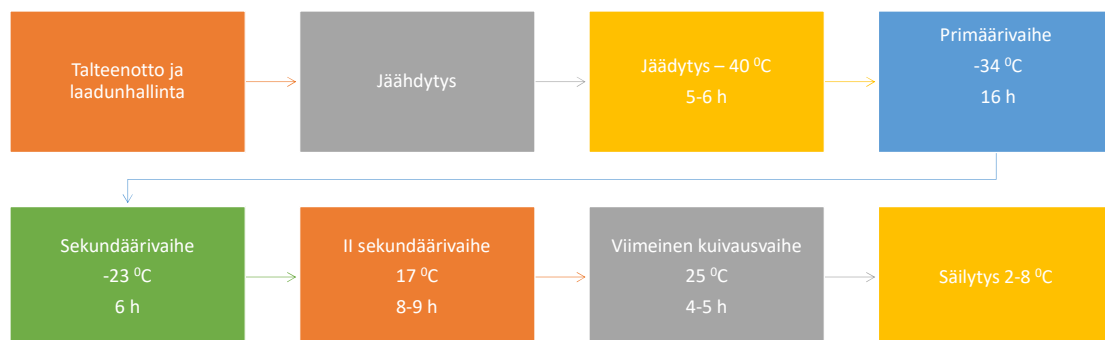 Talteenotto ja
laadunhallinta
Jäähdytys
Jäädytys – 40 ⁰C
5-6 h
Primäärivaihe
-34 ⁰C
16 h
Sekundäärivaihe
-23 ⁰C
6 h
II sekundäärivaihe
17 ⁰C
8-9 h
Viimeinen kuivausvaihe
25 ⁰C
4-5 h
Säilytys 2-8 ⁰C